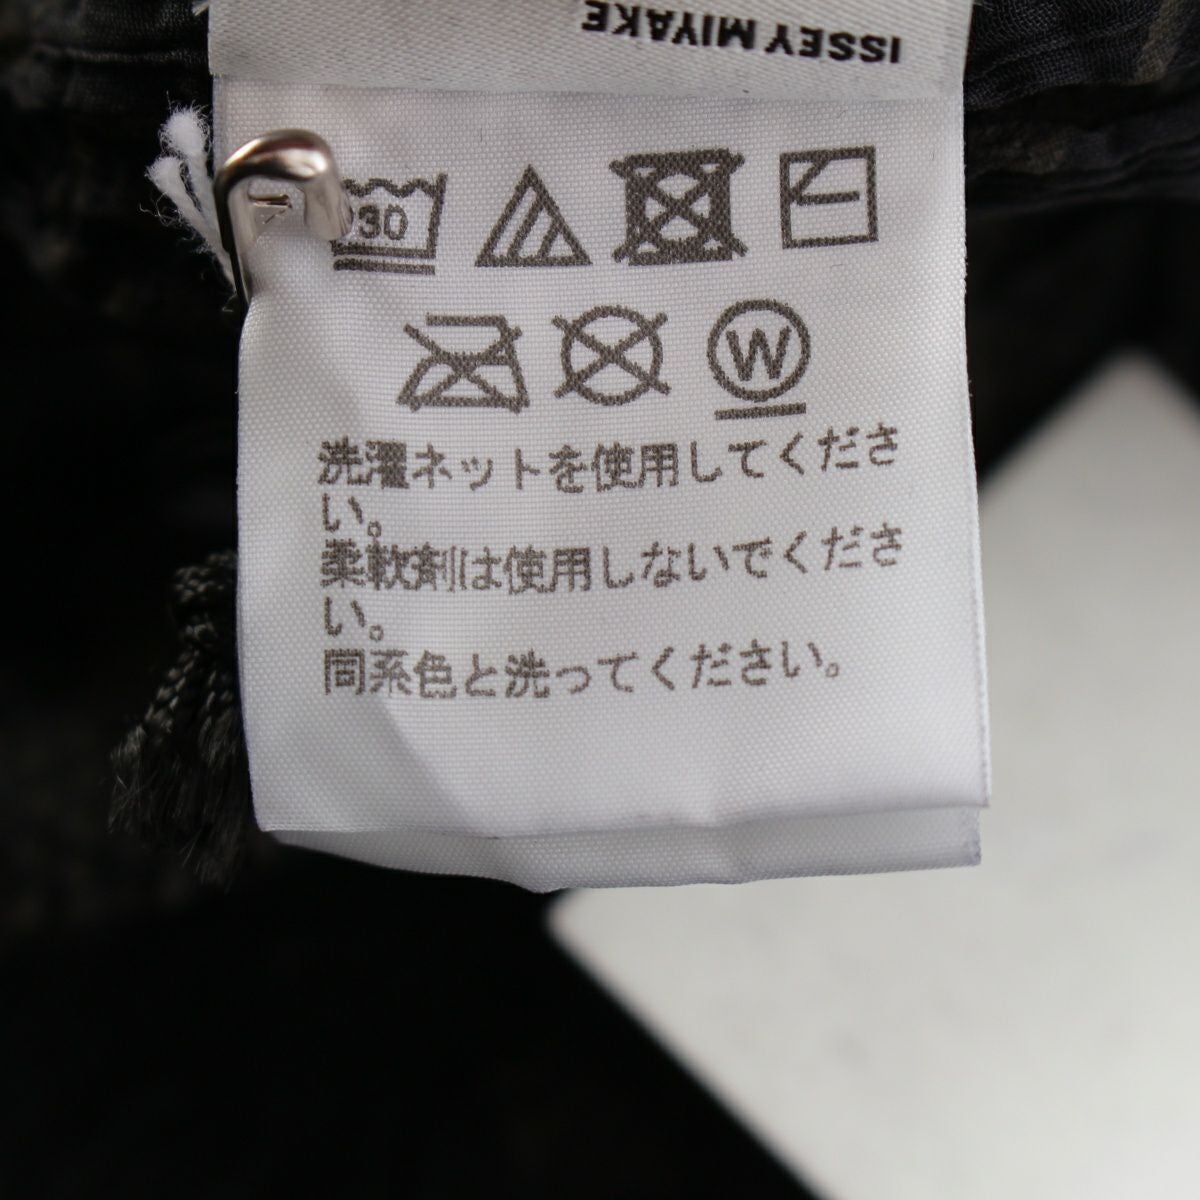 ISSEY MIYAKE
30
W
洗濯ネットを使用してくださ
い。
柔軟剤は使用しないでくださ
い。
同系色と洗ってください。